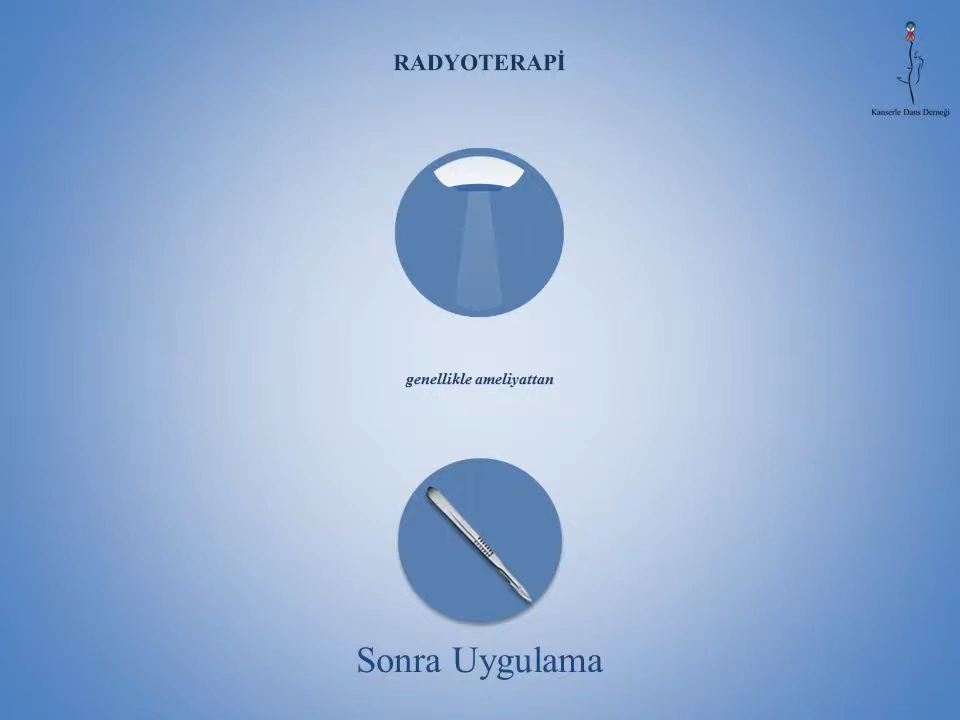 RADYOTERAPİ
Kanserle Dans Derneği
genellikle ameliyattan
Sonra Uygulama